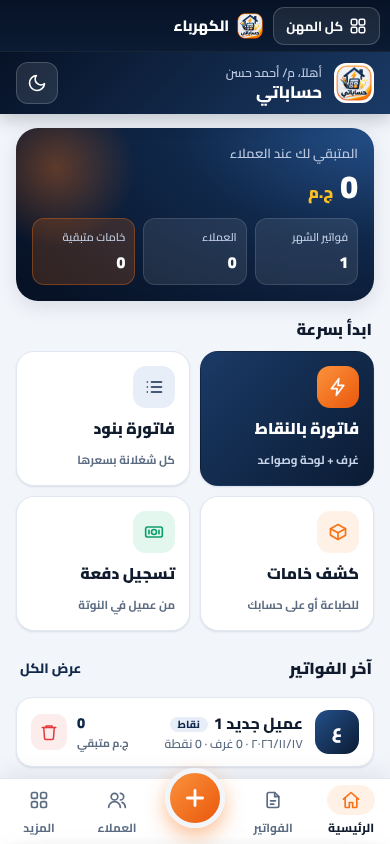 كل المهن
الكهرباء
أهلاً، م/ أحمد حسن
حساباتي
المتبقي لك عند العملاء
0 ج.م
فواتير الشهر
1
العملاء
0
خامات متبقية
0
ابدأ بسرعة
فاتورة بالنقاط
غرف + لوحة وصواعد
فاتورة بنود
كل شغلانة بسعرها
كشف خامات
للطباعة أو على حسابك
تسجيل دفعة
من عميل في النوتة
آخر الفواتير
عرض الكل
ع
عميل جديد 1 نقاط
٢٠٢٦/١١/١٧ · ٠ غرف · ٠ نقطة
0
ج.م متبقي
الرئيسية
الفواتير
العملاء
المزيد